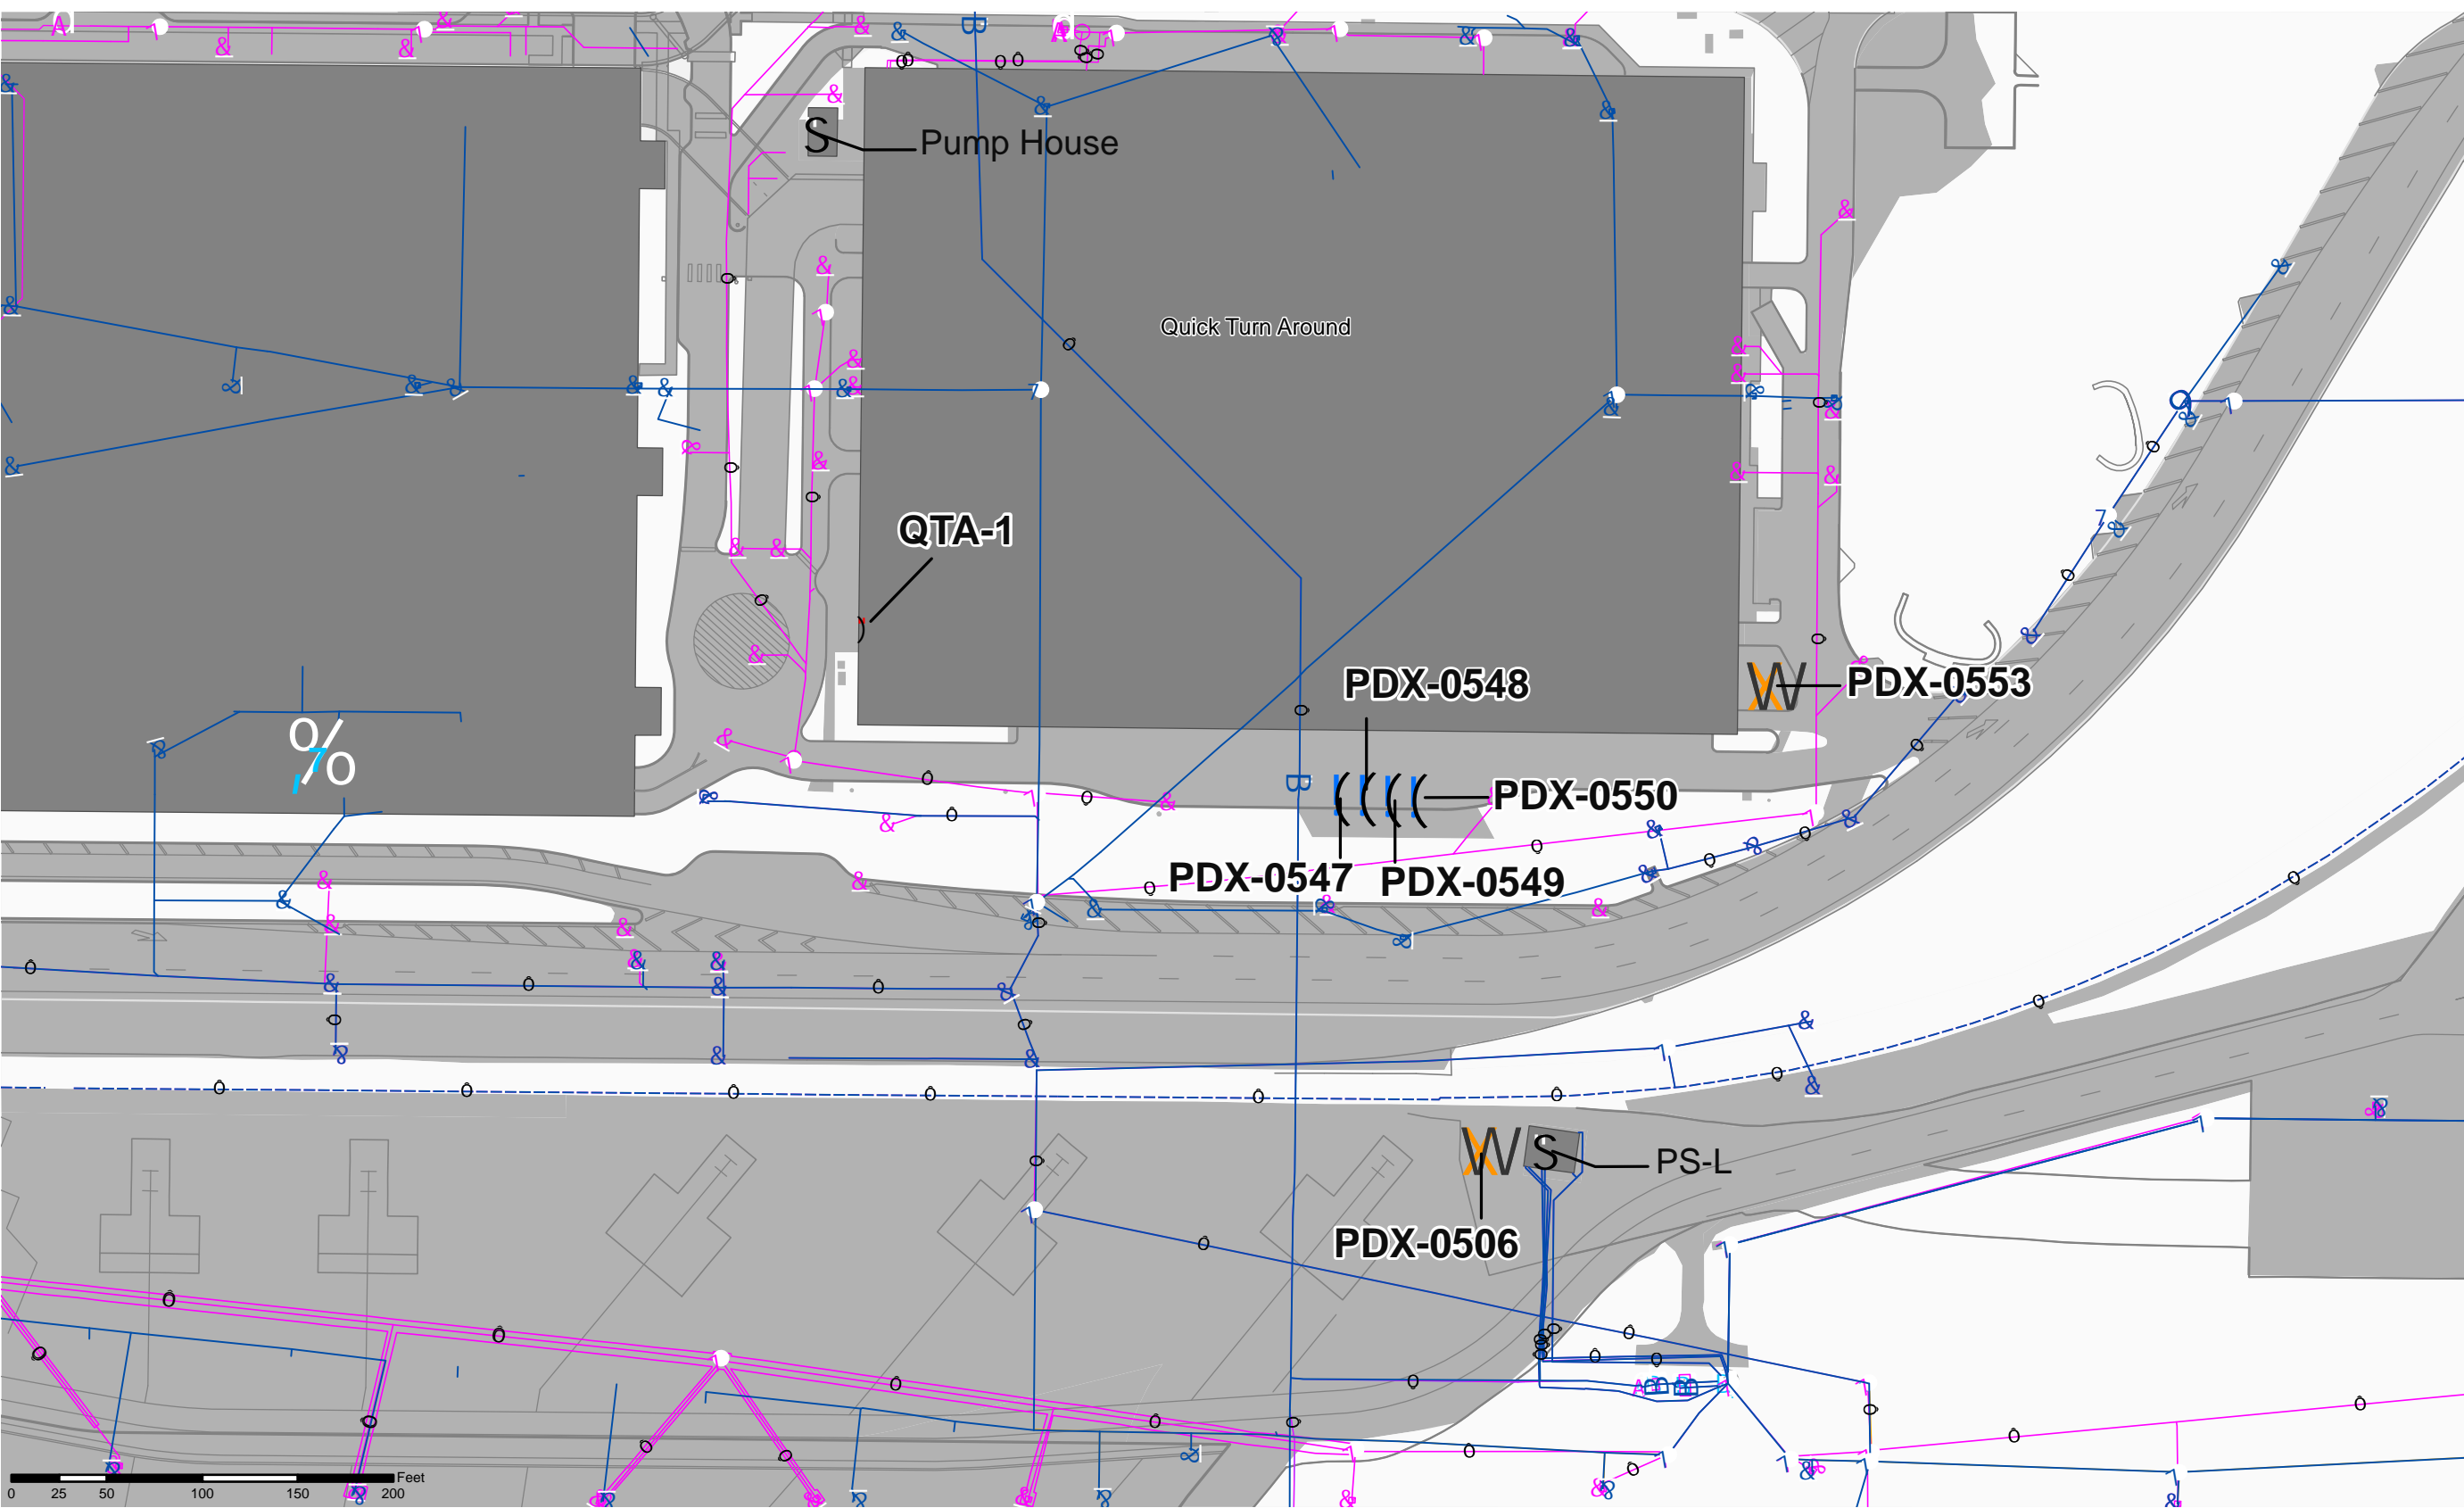 Pump House
Quick Turn Around
QTA-1
PDX-0548
PDX-0553
PDX-0550
PDX-0547
PDX-0549
PS-L
PDX-0506
Feet
0 25 50 100 150 200